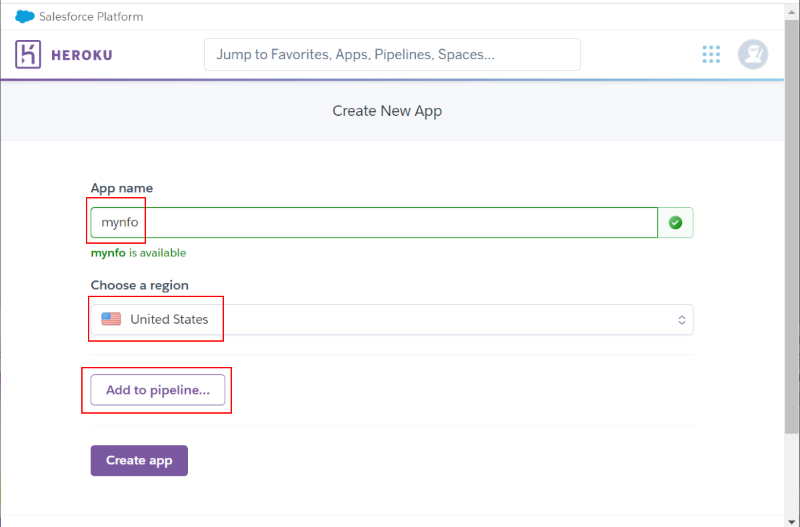 Salesforce Platform
HEROKU
Jump to Favorites, Apps, Pipelines, Spaces...
Create New App
App name
mynfo
mynfo is available
Choose a region
United States
Add to pipeline...
Create app